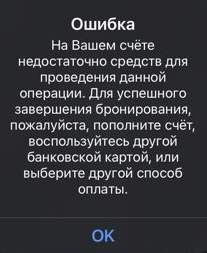 Ошибка
На Вашем счёте
недостаточно средств для
проведения данной
операции. Для успешного
завершения бронирования,
пожалуйста, пополните счёт,
воспользуйтесь другой
банковской картой, или
выберите другой способ
оплаты.
OK